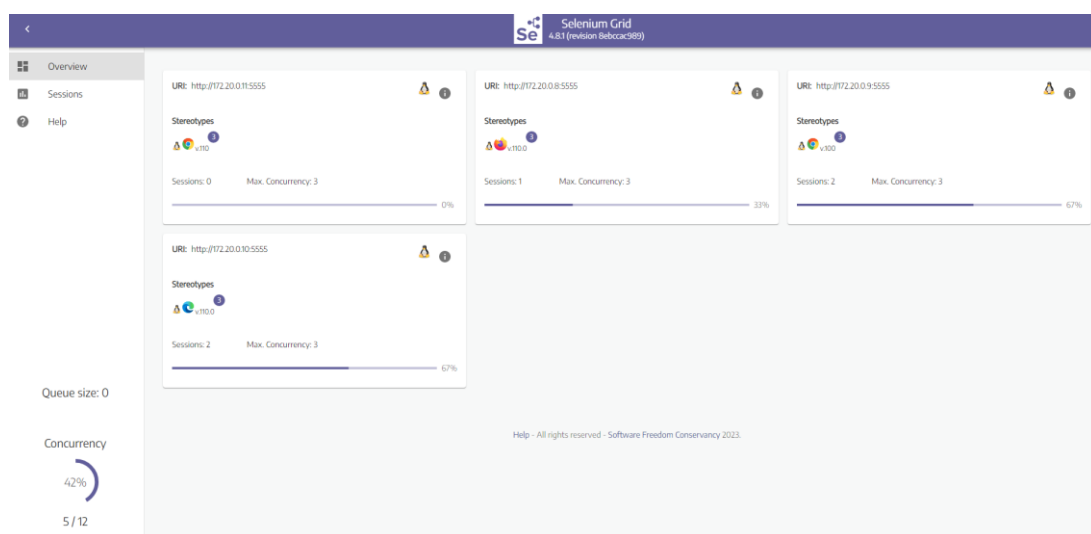 Selenium Grid
4.8.1 (revision 8ebccac989)
Se
Overview
Sessions
Help
URI: http://172.20.0.11:5555
Stereotypes
v.110
3
Sessions: 0 Max. Concurrency: 3
0%
URI: http://172.20.0.8:5555
Stereotypes
v.110.0
3
Sessions: 1 Max. Concurrency: 3
33%
URI: http://172.20.0.9:5555
Stereotypes
v.100
3
Sessions: 2 Max. Concurrency: 3
67%
URI: http://172.20.0.10:5555
Stereotypes
v.110.0
3
Sessions: 2 Max. Concurrency: 3
67%
Queue size: 0
Concurrency
42%
5 / 12
Help - All rights reserved - Software Freedom Conservancy 2023.